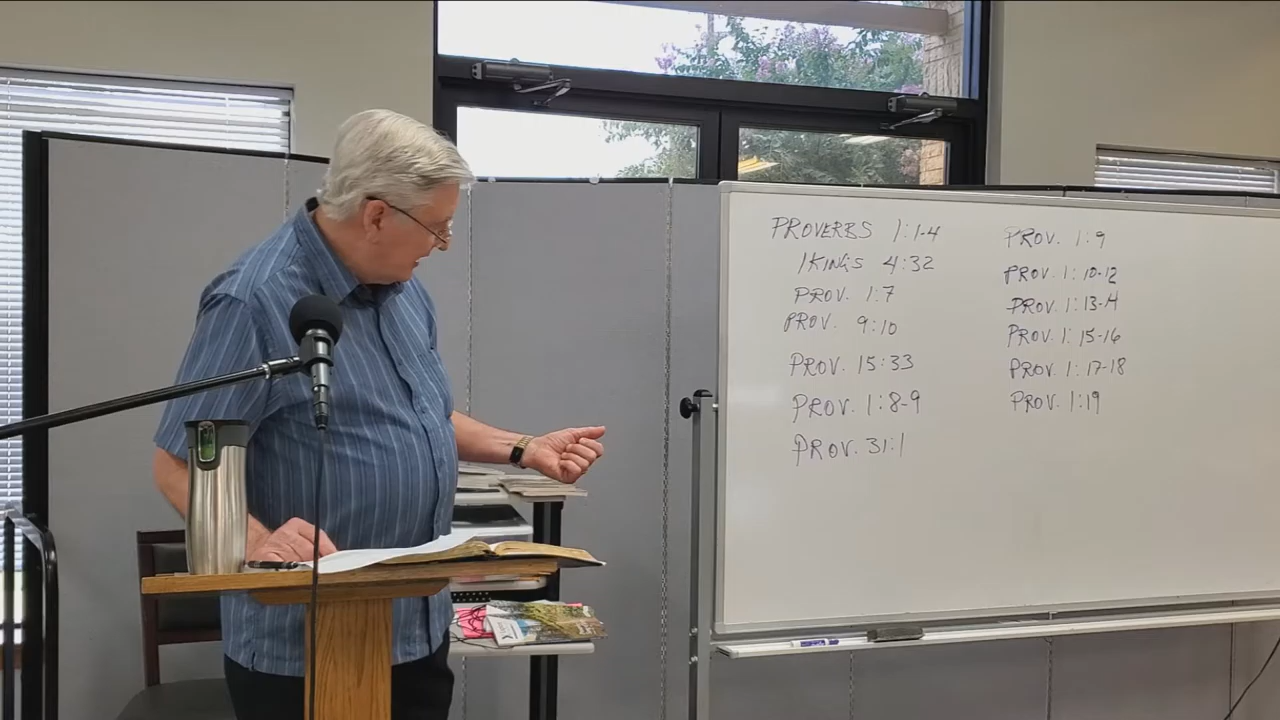 PROVERBS 1:1-4
1 KINGS 4:32
PROV. 1:7
PROV. 9:10
PROV. 15:33
PROV. 1:8-9
PROV. 31:1
PROV. 1:9
PROV. 1:10-12
PROV. 1:13-14
PROV. 1:15-16
PROV. 1:17-18
PROV. 1:19